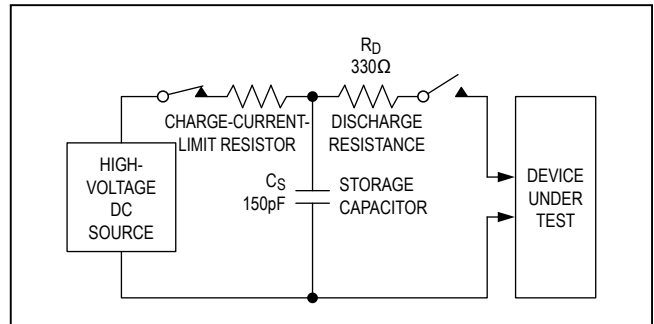 R_D
330Ω
CHARGE-CURRENT-
LIMIT RESISTOR
DISCHARGE
RESISTANCE
HIGH-
VOLTAGE
DC
SOURCE
C_S
150pF
STORAGE
CAPACITOR
DEVICE
UNDER
TEST